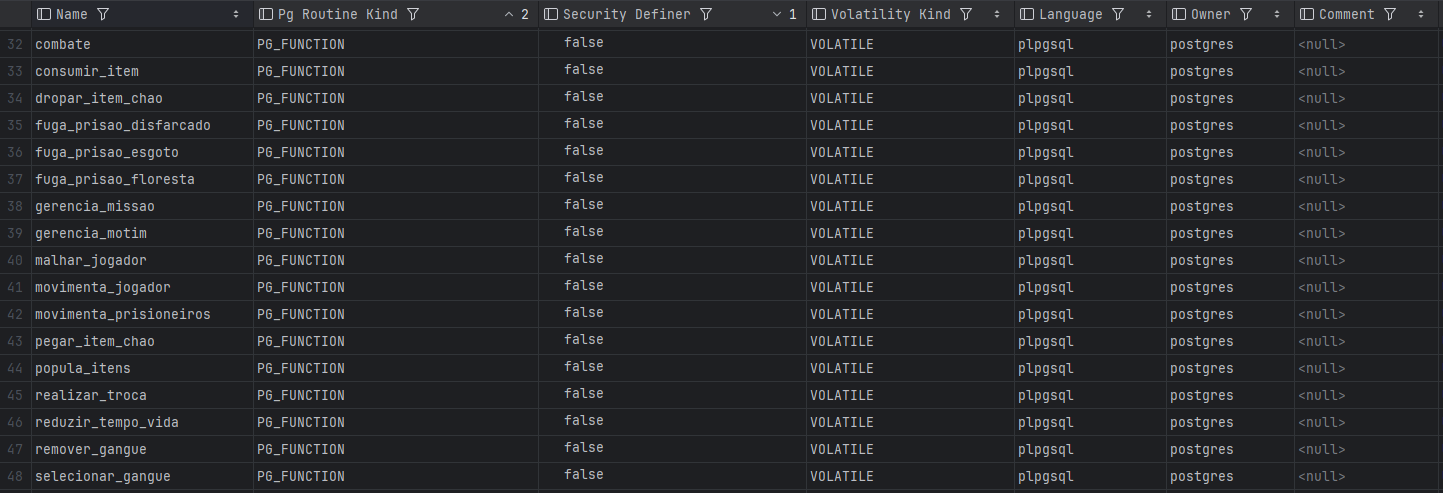 Name Pg Routine Kind 2 Security Definer 1 Volatility Kind Language Owner Comment
32 combate PG_FUNCTION false VOLATILE plpgsql postgres <null>
33 consumir_item PG_FUNCTION false VOLATILE plpgsql postgres <null>
34 dropar_item_chao PG_FUNCTION false VOLATILE plpgsql postgres <null>
35 fuga_prisao_disfarcado PG_FUNCTION false VOLATILE plpgsql postgres <null>
36 fuga_prisao_esgoto PG_FUNCTION false VOLATILE plpgsql postgres <null>
37 fuga_prisao_floresta PG_FUNCTION false VOLATILE plpgsql postgres <null>
38 gerencia_missao PG_FUNCTION false VOLATILE plpgsql postgres <null>
39 gerencia_motim PG_FUNCTION false VOLATILE plpgsql postgres <null>
40 malhar_jogador PG_FUNCTION false VOLATILE plpgsql postgres <null>
41 movimenta_jogador PG_FUNCTION false VOLATILE plpgsql postgres <null>
42 movimenta_prisioneiros PG_FUNCTION false VOLATILE plpgsql postgres <null>
43 pegar_item_chao PG_FUNCTION false VOLATILE plpgsql postgres <null>
44 popula_itens PG_FUNCTION false VOLATILE plpgsql postgres <null>
45 realizar_troca PG_FUNCTION false VOLATILE plpgsql postgres <null>
46 reduzir_tempo_vida PG_FUNCTION false VOLATILE plpgsql postgres <null>
47 remover_gangue PG_FUNCTION false VOLATILE plpgsql postgres <null>
48 selecionar_gangue PG_FUNCTION false VOLATILE plpgsql postgres <null>